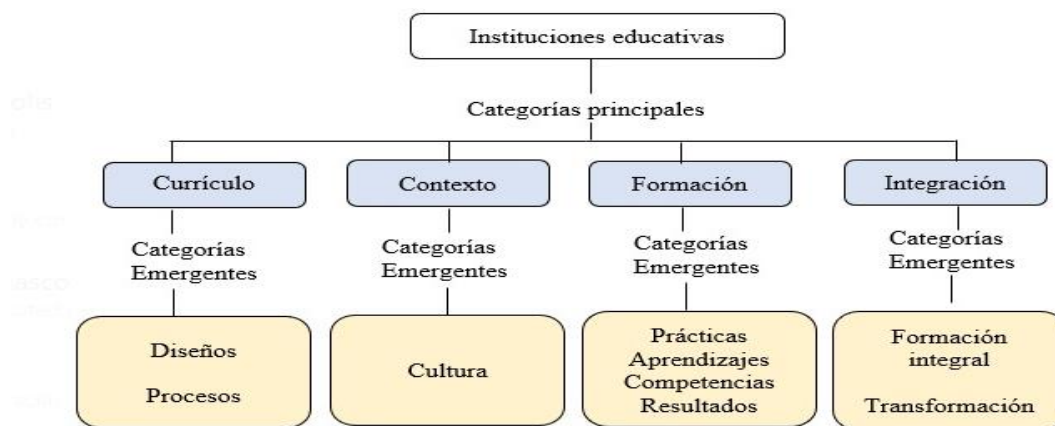 Instituciones educativas
Categorías principales
Currículo
Contexto
Formación
Integración
Categorías
Emergentes
Categorías
Emergentes
Categorías
Emergentes
Categorías
Emergentes
Diseños
Procesos
Cultura
Prácticas
Aprendizajes
Competencias
Resultados
Formación
integral
Transformación